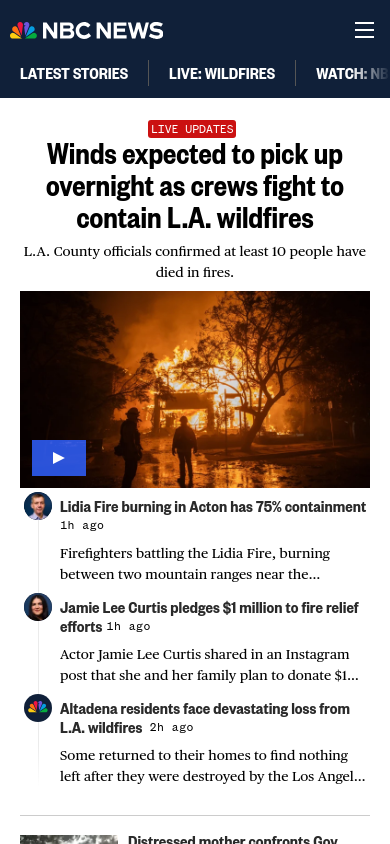 NBC NEWS
LATEST STORIES LIVE: WILDFIRES WATCH: NB
LIVE UPDATES
Winds expected to pick up
overnight as crews fight to
contain L.A. wildfires
L.A. County officials confirmed at least 10 people have
died in fires.
Lidia Fire burning in Acton has 75% containment
1h ago
Firefighters battling the Lidia Fire, burning
between two mountain ranges near the...
Jamie Lee Curtis pledges $1 million to fire relief
efforts 1h ago
Actor Jamie Lee Curtis shared in an Instagram
post that she and her family plan to donate $1...
Altadena residents face devastating loss from
L.A. wildfires 2h ago
Some returned to their homes to find nothing
left after they were destroyed by the Los Angel...
Distressed mother confronts Gov.